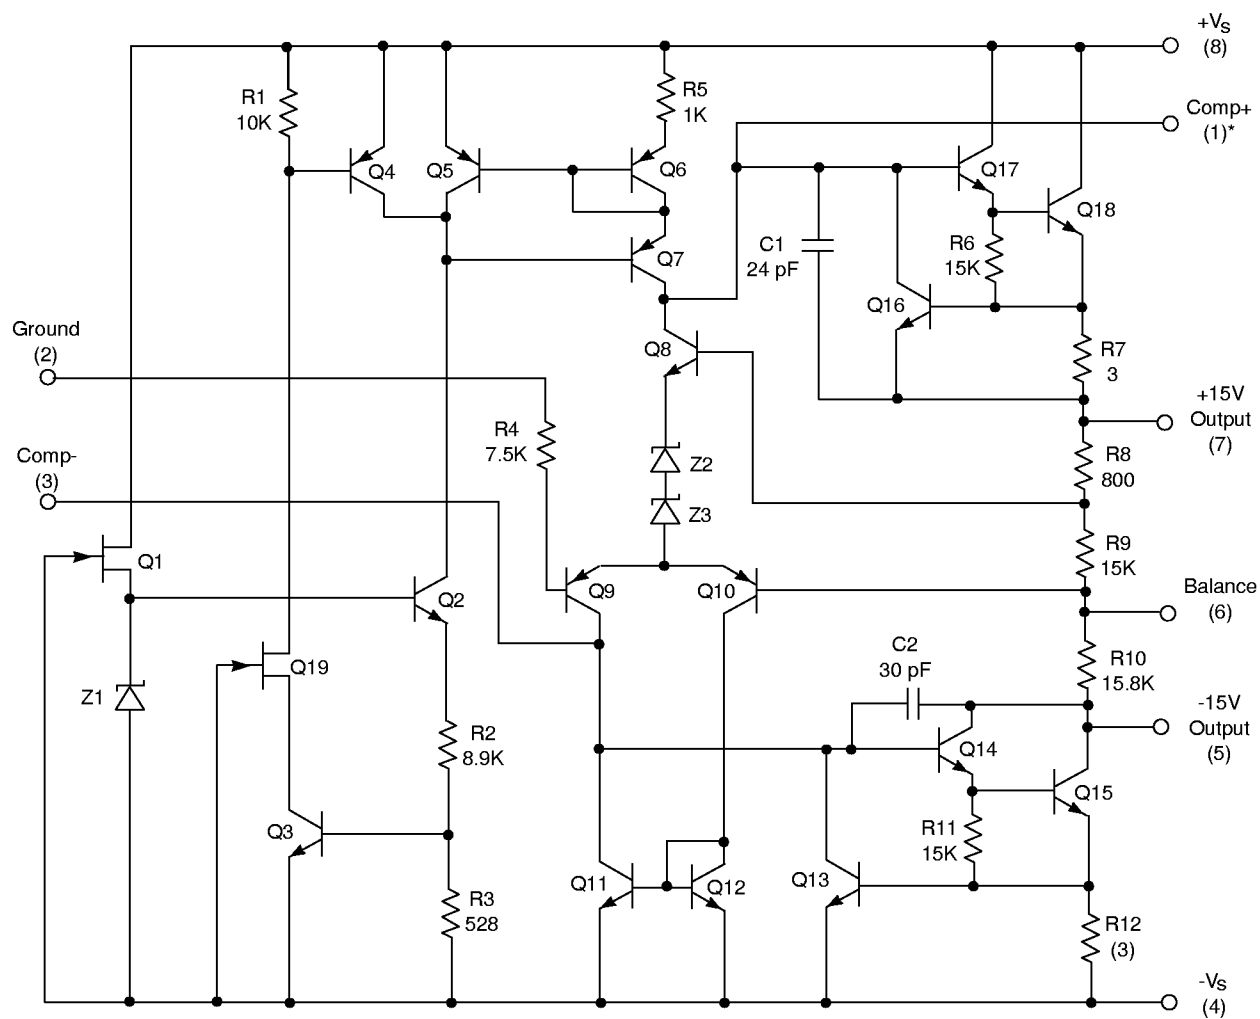 +VS
(8)
R1
10K
R5
1K
Comp+
(1)*
Q4
Q5
Q6
Q17
Q18
C1
24 pF
R6
15K
Q7
Q16
Ground
(2)
Q8
R7
3
+15V
Output
(7)
R4
7.5K
Comp-
(3)
Z2
R8
800
Z3
Q1
R9
15K
Q2
Q9
Q10
Balance
(6)
Q19
C2
30 pF
R10
15.8K
Z1
-15V
Output
(5)
R2
8.9K
Q14
Q15
Q3
R11
15K
Q11
Q12
Q13
R3
528
R12
(3)
-VS
(4)